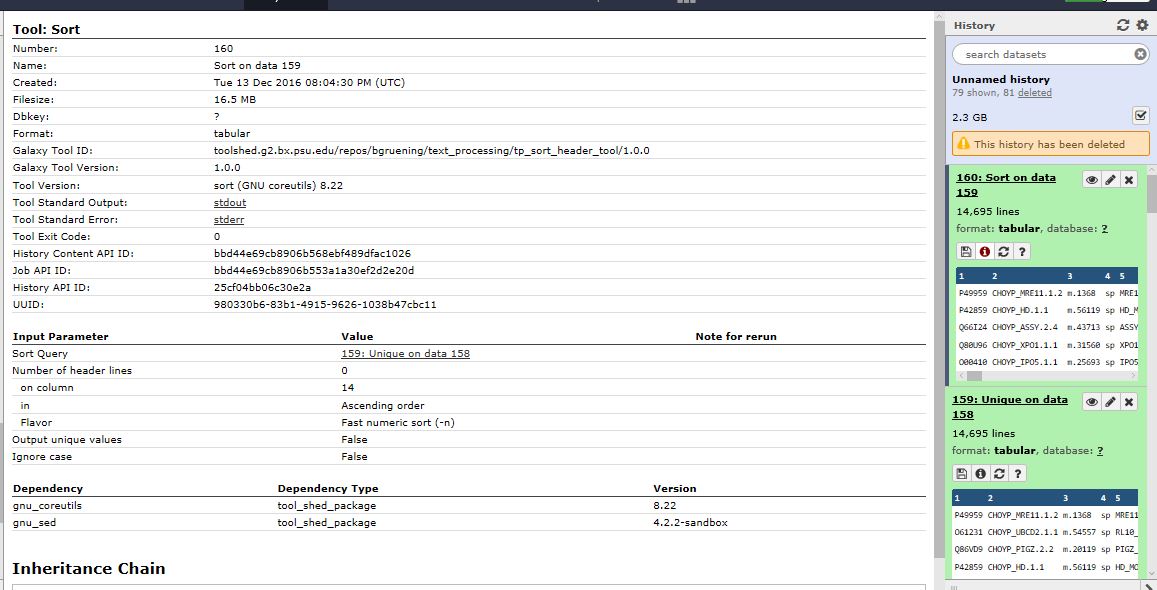 Tool: Sort
Number: 160
Name: Sort on data 159
Created: Tue 13 Dec 2016 08:04:30 PM (UTC)
Filesize: 16.5 MB
Dbkey: ?
Format: tabular
Galaxy Tool ID: toolshed.g2.bx.psu.edu/repos/bgruening/text_processing/tp_sort_header_tool/1.0.0
Galaxy Tool Version: 1.0.0
Tool Version: sort (GNU coreutils) 8.22
Tool Standard Output: stdout
Tool Standard Error: stderr
Tool Exit Code: 0
History Content API ID: bbd44e69cb8906b568ebf489dfac1026
Job API ID: bbd44e69cb8906b553a1a30ef2d2e20d
History API ID: 25cf04bb06c30e2a
UUID: 980330b6-83b1-4915-9626-1038b47cbc11
Input Parameter Value Note for rerun
Sort Query 159: Unique on data 158
Number of header lines 0
on column 14
in Ascending order
Flavor Fast numeric sort (-n)
Output unique values False
Ignore case False
Dependency Dependency Type Version
gnu_coreutils tool_shed_package 8.22
gnu_sed tool_shed_package 4.2.2-sandbox
Inheritance Chain
History
search datasets
Unnamed history
79 shown, 81 deleted
2.3 GB
This history has been deleted
160: Sort on data
159
14,695 lines
format: tabular, database: ?
1 2 3 4 5
P49959 CHOYP_MRE11.1.2 m.1368 sp MRE1
P42859 CHOYP_HD.1.1 m.56119 sp HD_M
Q66I24 CHOYP_ASSY.2.4 m.43713 sp ASSY
Q80U96 CHOYP_XPO1.1.1 m.31560 sp XPO1
O00410 CHOYP_IPO5.1.1 m.25693 sp IPO5
159: Unique on data
158
14,695 lines
format: tabular, database: ?
1 2 3 4 5
P49959 CHOYP_MRE11.1.2 m.1368 sp MRE11
O61231 CHOYP_UBCD2.1.1 m.54557 sp RL10_
Q86VD9 CHOYP_PIGZ.2.2 m.20119 sp PIGZ_
P42859 CHOYP_HD.1.1 m.56119 sp HD_MO